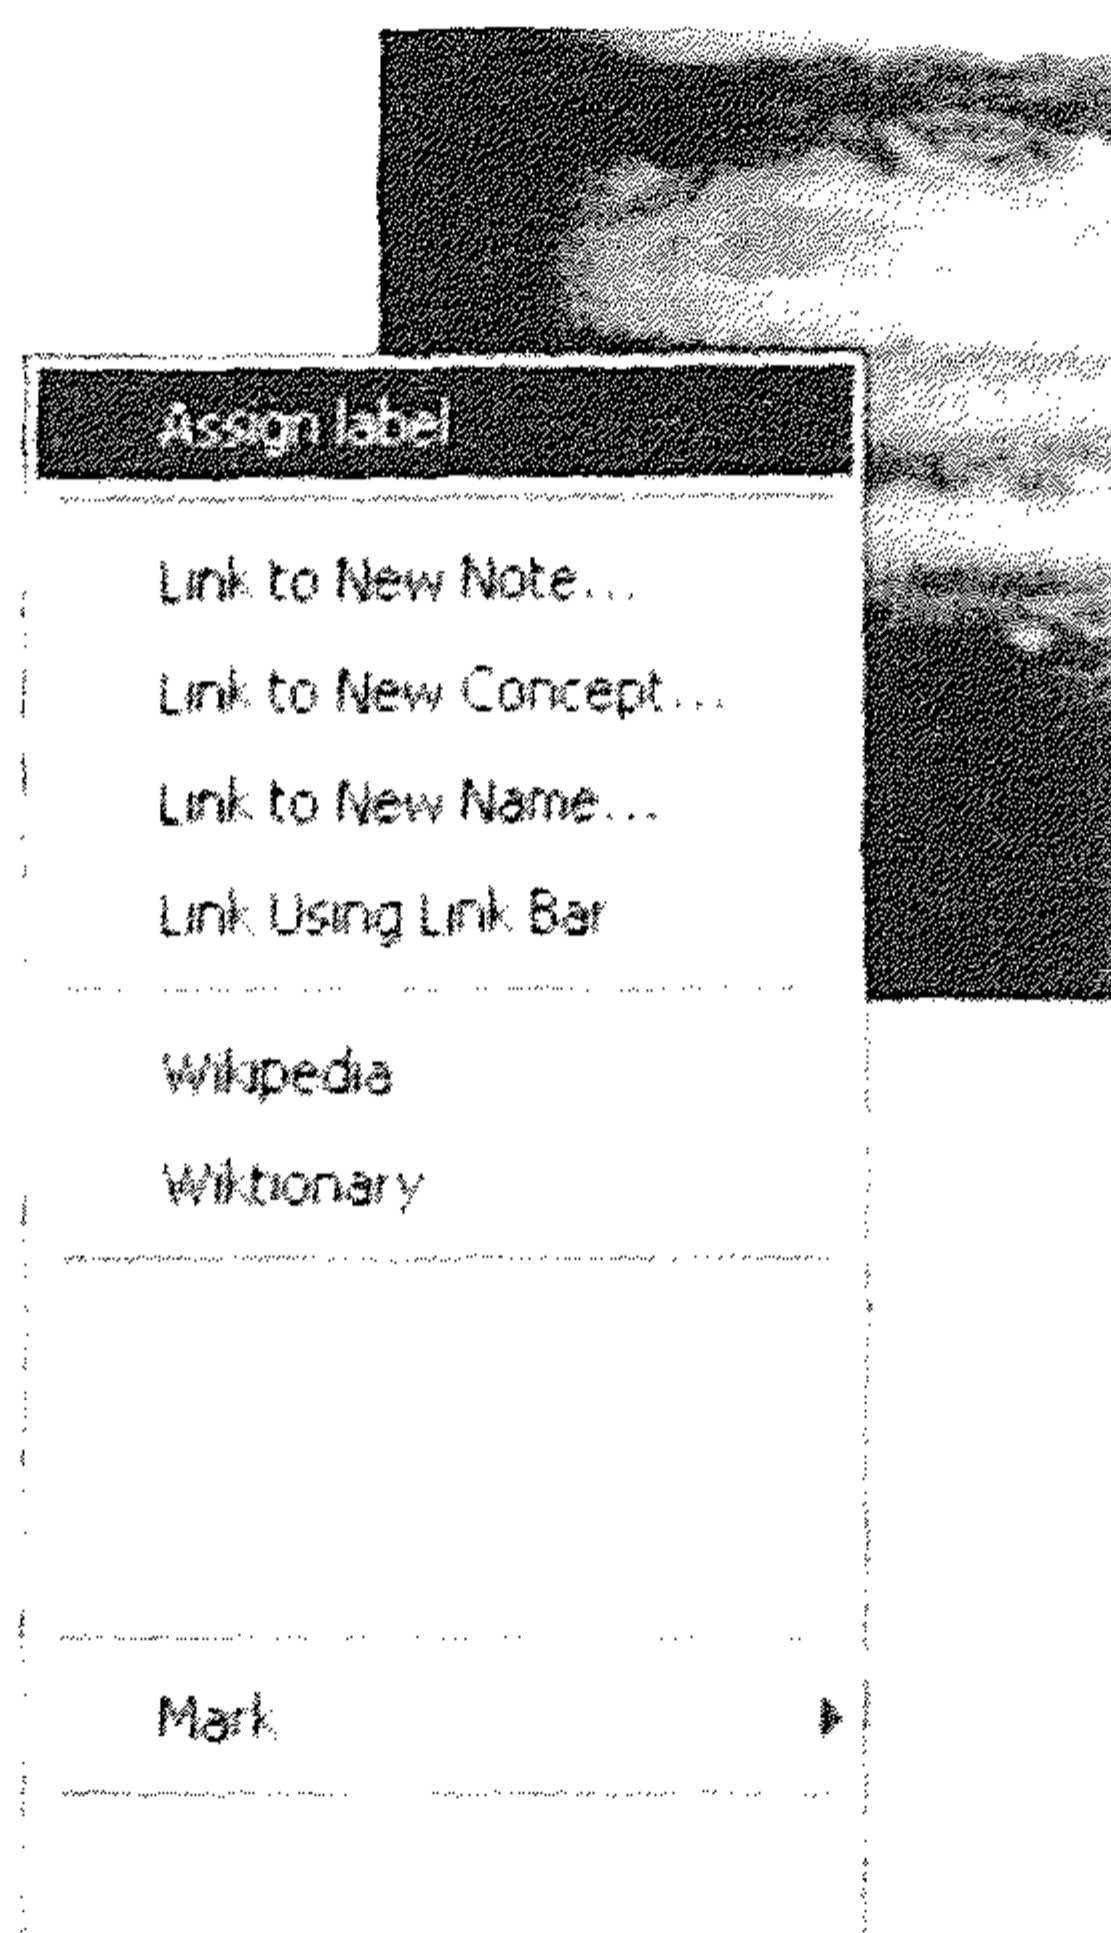 Assign label
Link to New Note...
Link to New Concept...
Link to New Name...
Link Using Link Bar
Wikipedia
Wiktionary
Mark